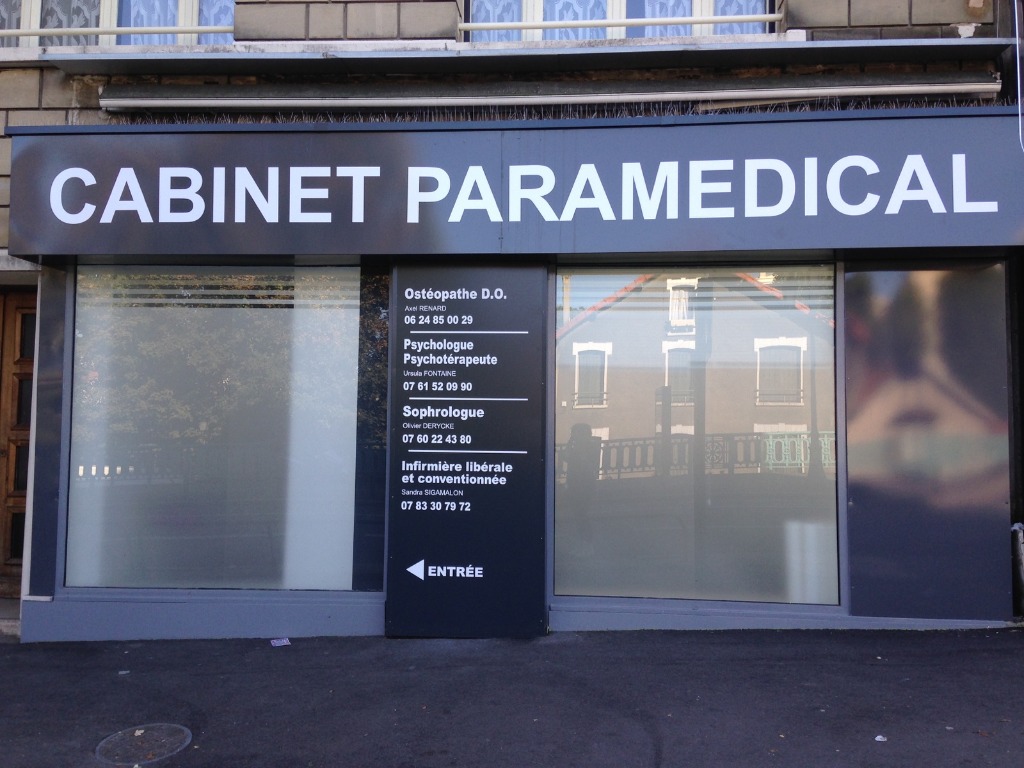 CABINET PARAMEDICAL
Ostéopathe D.O.
Axel RENARD
06 24 85 00 29
Psychologue
Psychotérapeute
Ursula FONTAINE
07 61 52 09 90
Sophrologue
Olivier DERYCKE
07 60 22 43 80
Infirmière libérale
et conventionnée
Sandra SIGAMALON
07 83 30 79 72
ENTRÉE